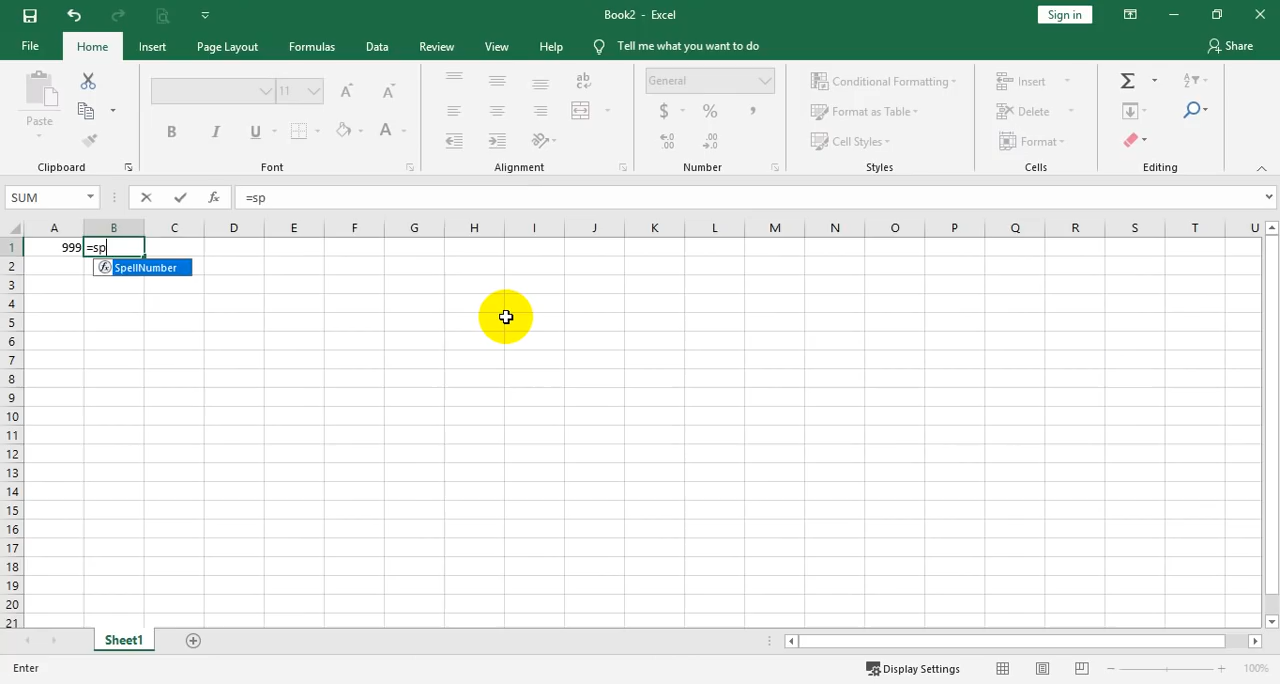 Book2 - Excel
Sign in
File Home Insert Page Layout Formulas Data Review View Help Tell me what you want to do Share
Paste
11
B I U A
ab
General
$ % ,
Conditional Formatting
Format as Table
Cell Styles
Insert
Delete
Format
Clipboard Font Alignment Number Styles Cells Editing
SUM fx =sp
A B C D E F G H I J K L M N O P Q R S T U
1 999 =sp
2 SpellNumber
3
4
5
6
7
8
9
10
11
12
13
14
15
16
17
18
19
20
21
Sheet1
Enter Display Settings 100%